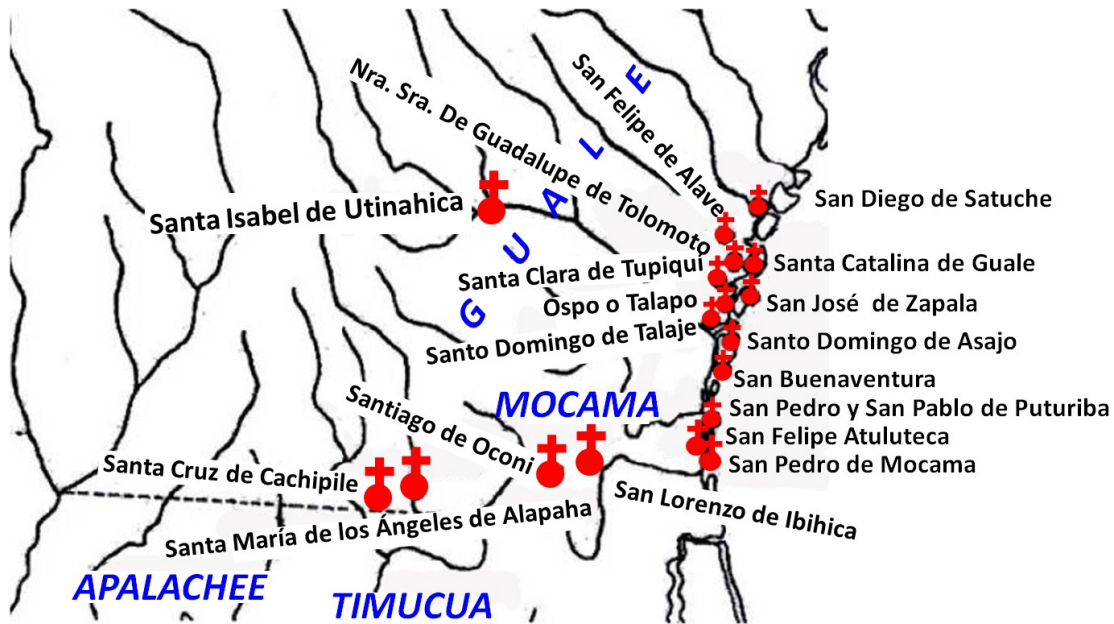 San Felipe de Alave
Nra. Sra. De Guadalupe de Tolomoto
GUALE
Santa Isabel de Utinahica
San Diego de Satuche
Santa Clara de Tupiqui
Santa Catalina de Guale
Ospo o Talapo
San José de Zapala
Santo Domingo de Talaje
Santo Domingo de Asajo
San Buenaventura
MOCAMA
Santiago de Oconi
San Pedro y San Pablo de Puturiba
San Felipe Atuluteca
San Pedro de Mocama
Santa Cruz de Cachipile
San Lorenzo de Ibihica
Santa María de los Ángeles de Alapaha
APALACHEE
TIMUCUA